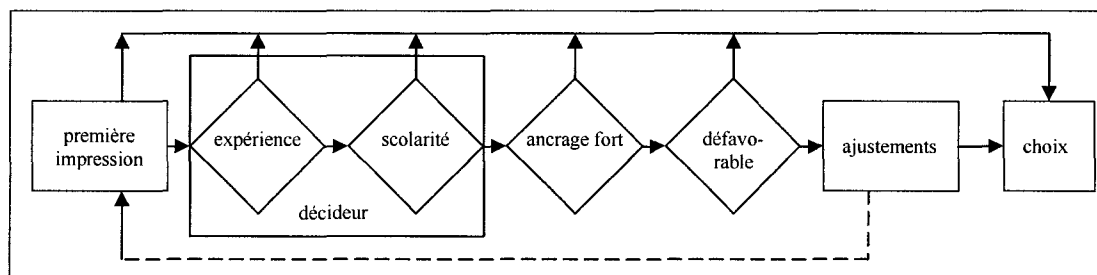 première
impression
expérience
scolarité
décideur
ancrage fort
défavo-
rable
ajustements
choix